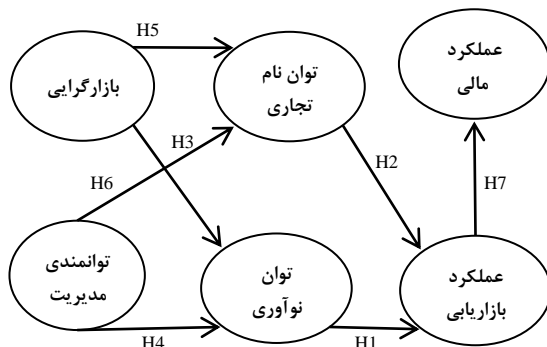 H5
عملکرد
مالی
توان نام
تجاری
بازارگرایی
H3
H2
H6
H7
توانمندی
مدیریت
توان
نوآوری
عملکرد
بازاریابی
H4
H1